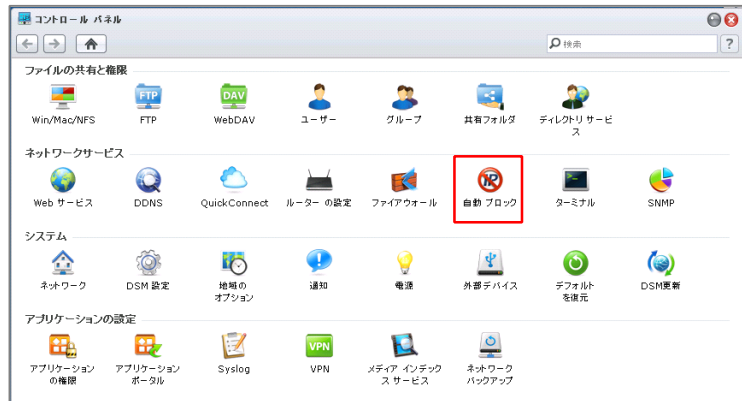 コントロール パネル
検索
?
ファイルの共有と権限
Win/Mac/NFS
FTP
FTP
DAV
WebDAV
ユーザー
グループ
共有フォルダ
ディレクトリ サービ
ス
ネットワークサービス
Web サービス
DDNS
QuickConnect
ルーター の設定
ファイアウォール
IP
自動 ブロック
ターミナル
SNMP
システム
ネットワーク
DSM 設定
地域の
オプション
通知
電源
外部デバイス
デフォルト
を復元
DSM更新
アプリケーションの設定
アプリケーション
の権限
アプリケーション
ポータル
Syslog
VPN
VPN
メディア インデック
ス サービス
ネットワーク
バックアップ